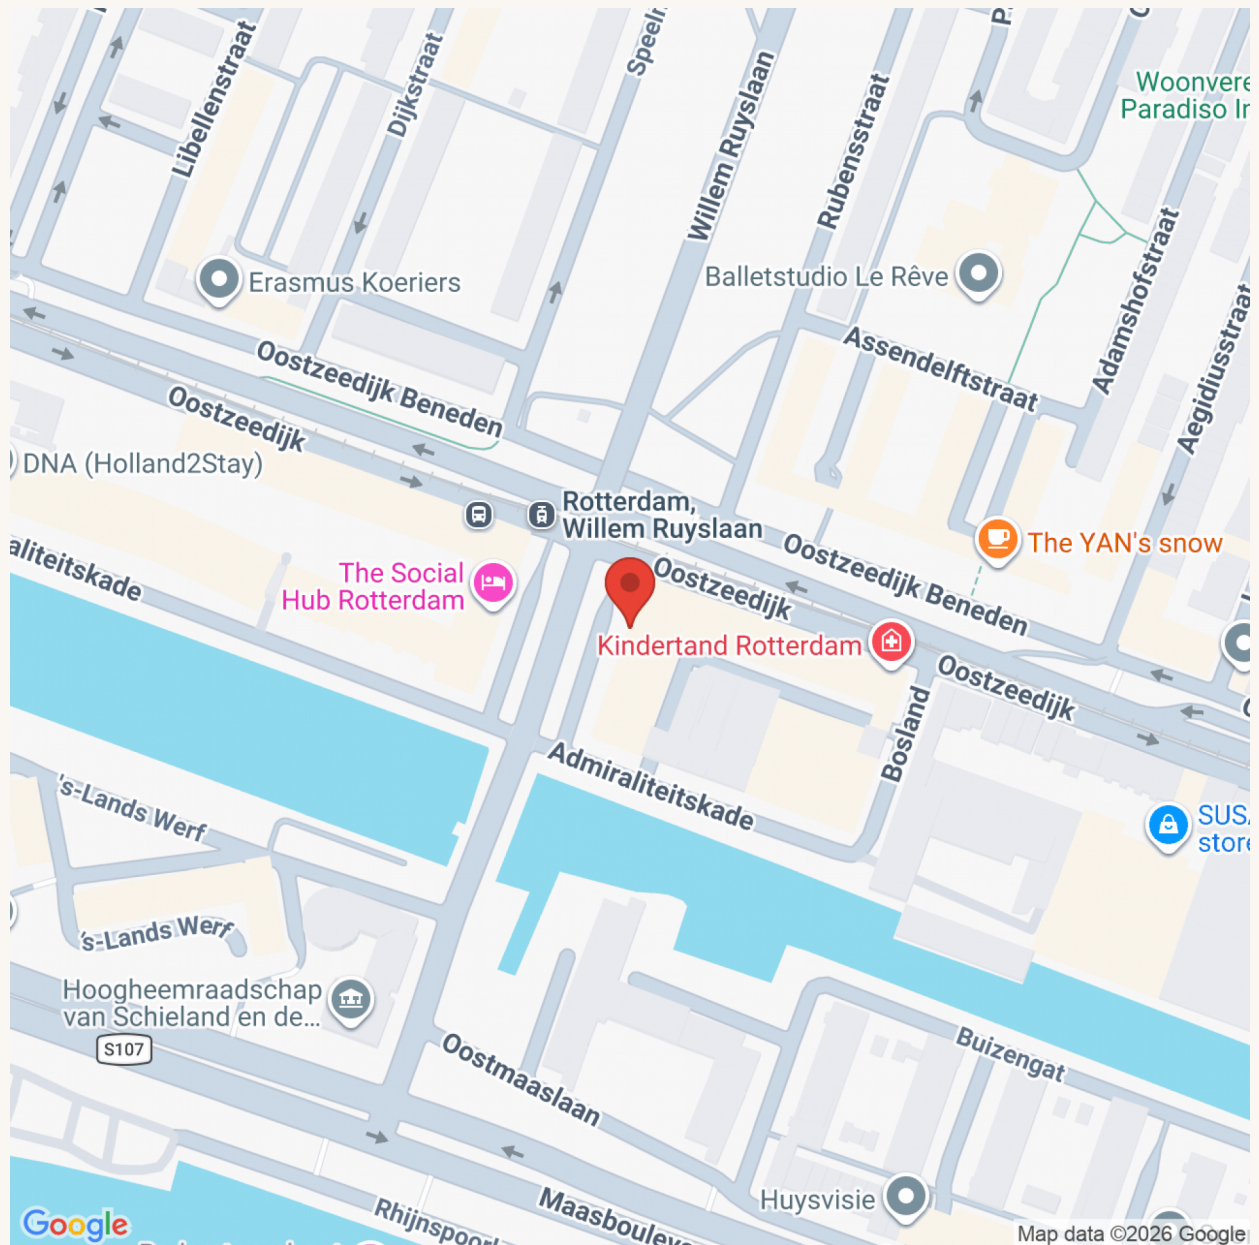 Libellenstraat
Dijkstraat
Willem Ruyslaan
Rubensstraat
Woonvere
Paradiso
Erasmus Koeriers
Balletstudio Le Rêve
Adamshofstraat
Aegidiusstraat
Assendelftstraat
Oostzeedijk Beneden
Oostzeedijk
DNA (Holland2Stay)
Rotterdam,
Willem Ruyslaan
The YAN's snow
The Social
Hub Rotterdam
aliteitskade
Oostzeedijk
Oostzeedijk Beneden
Kindertand Rotterdam
Oostzeedijk
Bosland
Admiraliteitskade
's-Lands Werf
SUSA
store
's-Lands Werf
Hoogheemraadschap
van Schieland en de...
S107
Oostmaaslaan
Buizengat
Huysvisie
Maasboulev
Rhijnspoor
Google
Map data ©2026 Google